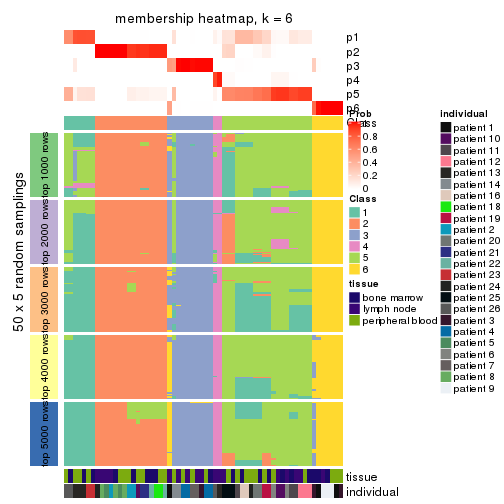 membership heatmap, k = 6
p1
p2
p3
p4
p5
p6
Class
50 x 5 random samplings
top 1000 rows
top 2000 rows
top 3000 rows
top 4000 rows
top 5000 rows
tissue
individual
Prob
1
0.8
0.6
0.4
0.2
0
Class
1
2
3
4
5
6
tissue
bone marrow
lymph node
peripheral blood
individual
patient 1
patient 10
patient 11
patient 12
patient 13
patient 14
patient 16
patient 18
patient 19
patient 2
patient 20
patient 21
patient 22
patient 23
patient 24
patient 25
patient 26
patient 3
patient 4
patient 5
patient 6
patient 7
patient 8
patient 9